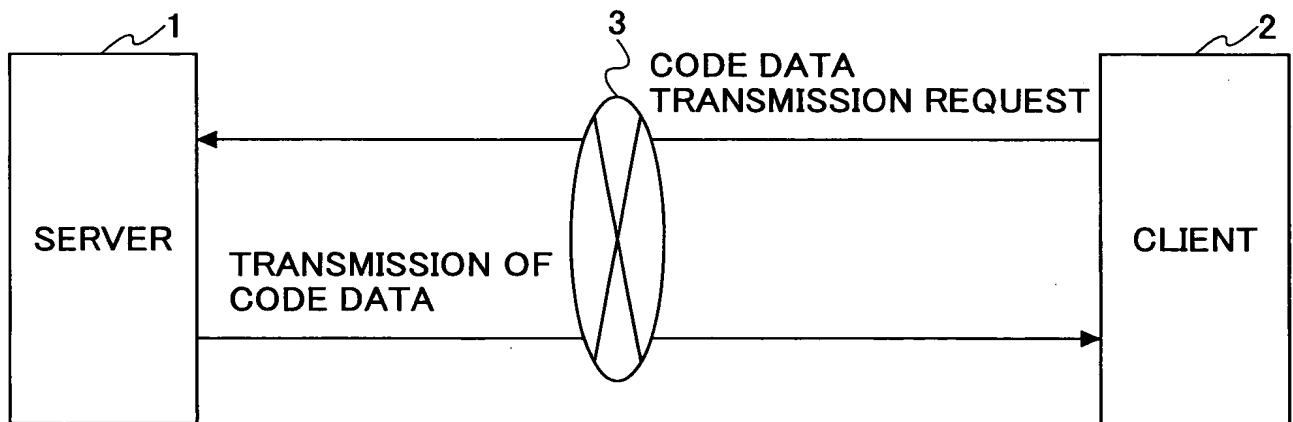 1
3
2
CODE DATA
TRANSMISSION REQUEST
SERVER
CLIENT
TRANSMISSION OF
CODE DATA